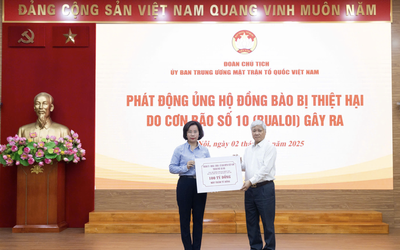 ĐẢNG CỘNG SẢN VIỆT NAM QUANG VINH MUÔN NĂM
ĐOÀN CHỦ TỊCH
ỦY BAN TRUNG ƯƠNG MẶT TRẬN TỔ QUỐC VIỆT NAM
PHÁT ĐỘNG ỦNG HỘ ĐỒNG BÀO BỊ THIỆT HẠI
DO CƠN BÃO SỐ 10 (BUALOI) GÂY RA
Nội, ngày 02 2025